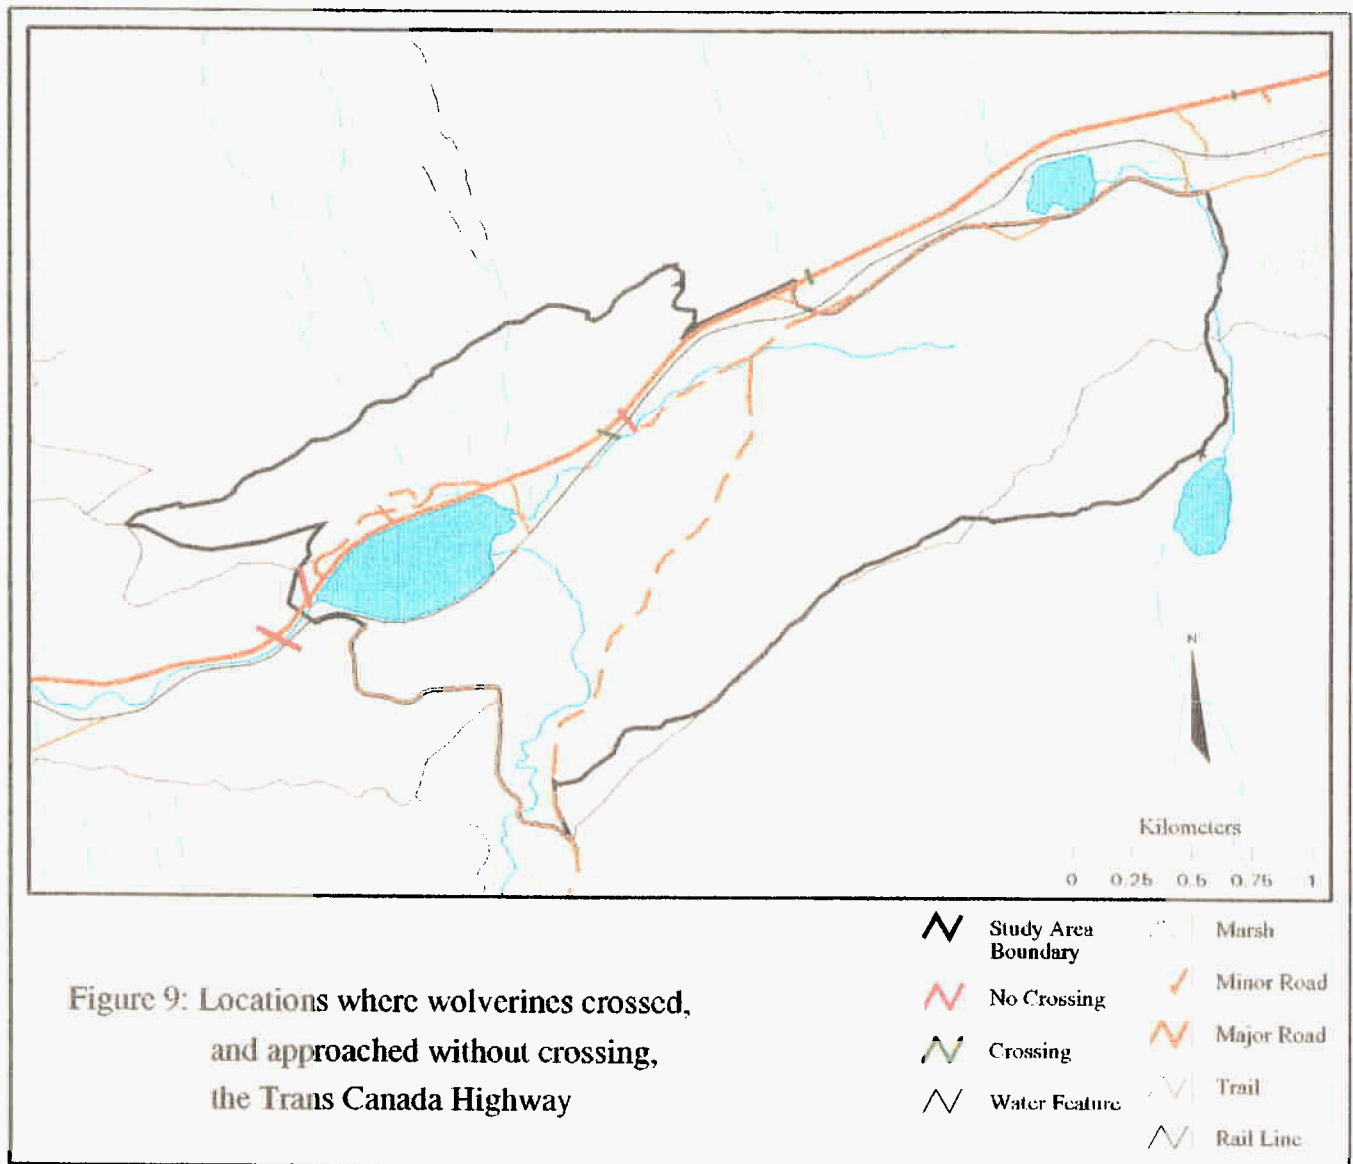 N
Kilometers
0 0.25 0.5 0.75 1
Figure 9: Locations where wolverines crossed,
and approached without crossing,
the Trans Canada Highway
Study Area
Boundary
No Crossing
Crossing
Water Feature
Marsh
Minor Road
Major Road
Trail
Rail Line